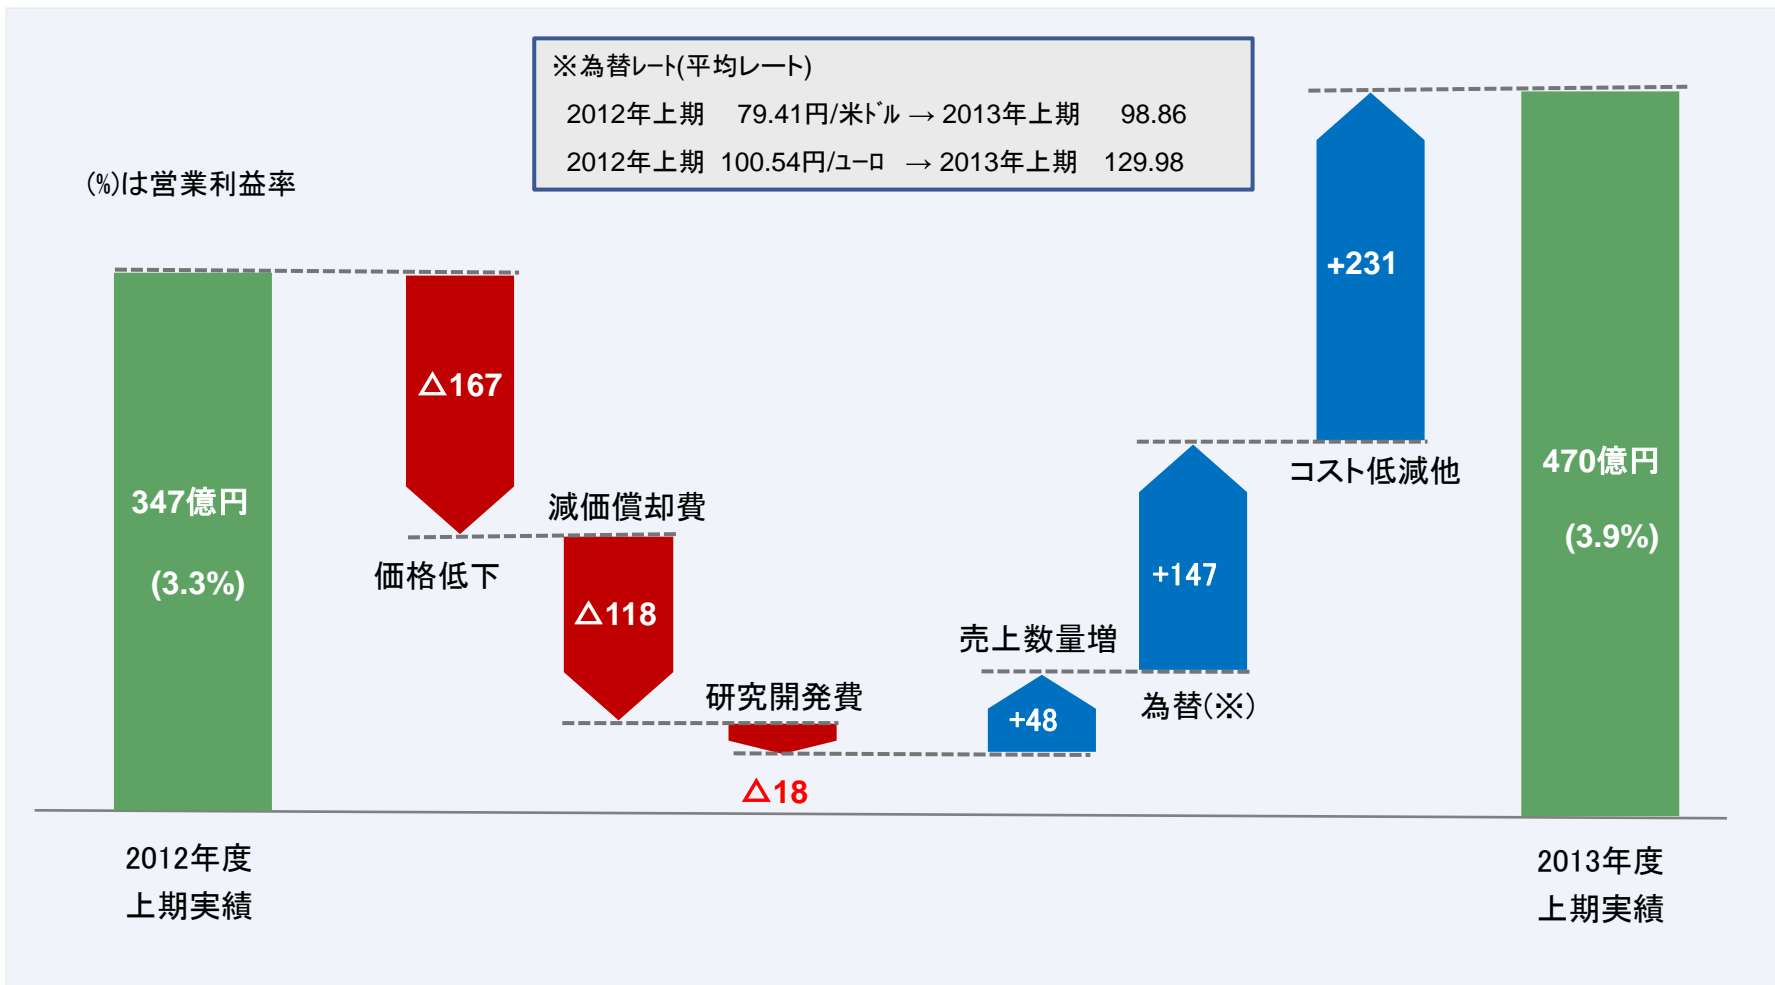 ※為替ﾚｰﾄ(平均レート)
2012年上期 79.41円/米ﾄﾞﾙ → 2013年上期 98.86
2012年上期 100.54円/ﾕｰﾛ → 2013年上期 129.98
(%)は営業利益率
347億円
(3.3%)
△167
価格低下
減価償却費
△118
研究開発費
△18
売上数量増
+48
+147
為替(※)
+231
コスト低減他
470億円
(3.9%)
2012年度
上期実績
2013年度
上期実績